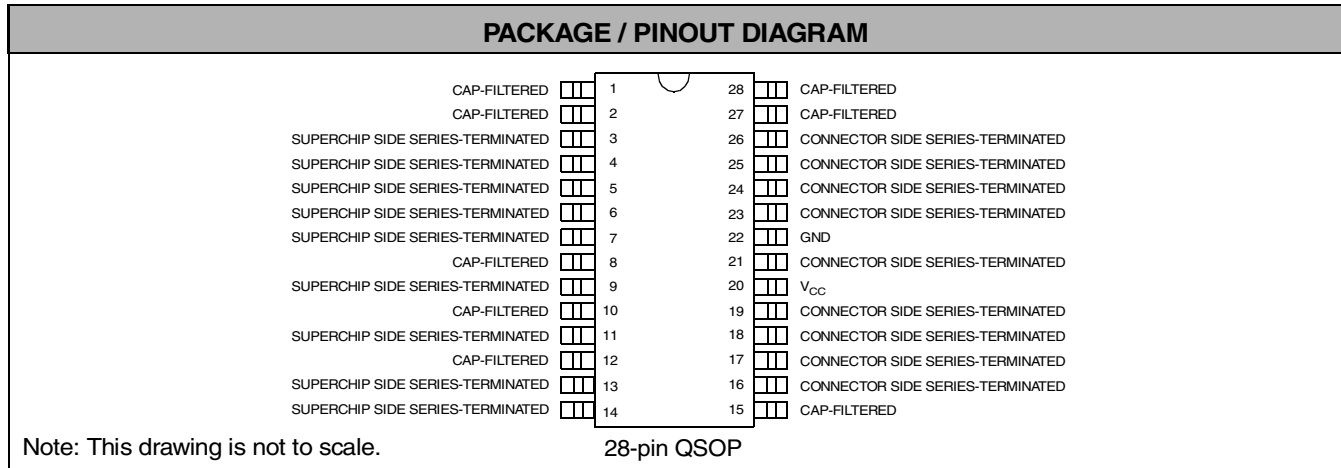 PACKAGE / PINOUT DIAGRAM
CAP-FILTERED 1 28 CAP-FILTERED
CAP-FILTERED 2 27 CAP-FILTERED
SUPERCHIP SIDE SERIES-TERMINATED 3 26 CONNECTOR SIDE SERIES-TERMINATED
SUPERCHIP SIDE SERIES-TERMINATED 4 25 CONNECTOR SIDE SERIES-TERMINATED
SUPERCHIP SIDE SERIES-TERMINATED 5 24 CONNECTOR SIDE SERIES-TERMINATED
SUPERCHIP SIDE SERIES-TERMINATED 6 23 CONNECTOR SIDE SERIES-TERMINATED
SUPERCHIP SIDE SERIES-TERMINATED 7 22 GND
CAP-FILTERED 8 21 CONNECTOR SIDE SERIES-TERMINATED
SUPERCHIP SIDE SERIES-TERMINATED 9 20 VCC
CAP-FILTERED 10 19 CONNECTOR SIDE SERIES-TERMINATED
SUPERCHIP SIDE SERIES-TERMINATED 11 18 CONNECTOR SIDE SERIES-TERMINATED
CAP-FILTERED 12 17 CONNECTOR SIDE SERIES-TERMINATED
SUPERCHIP SIDE SERIES-TERMINATED 13 16 CONNECTOR SIDE SERIES-TERMINATED
SUPERCHIP SIDE SERIES-TERMINATED 14 15 CAP-FILTERED
Note: This drawing is not to scale. 28-pin QSOP